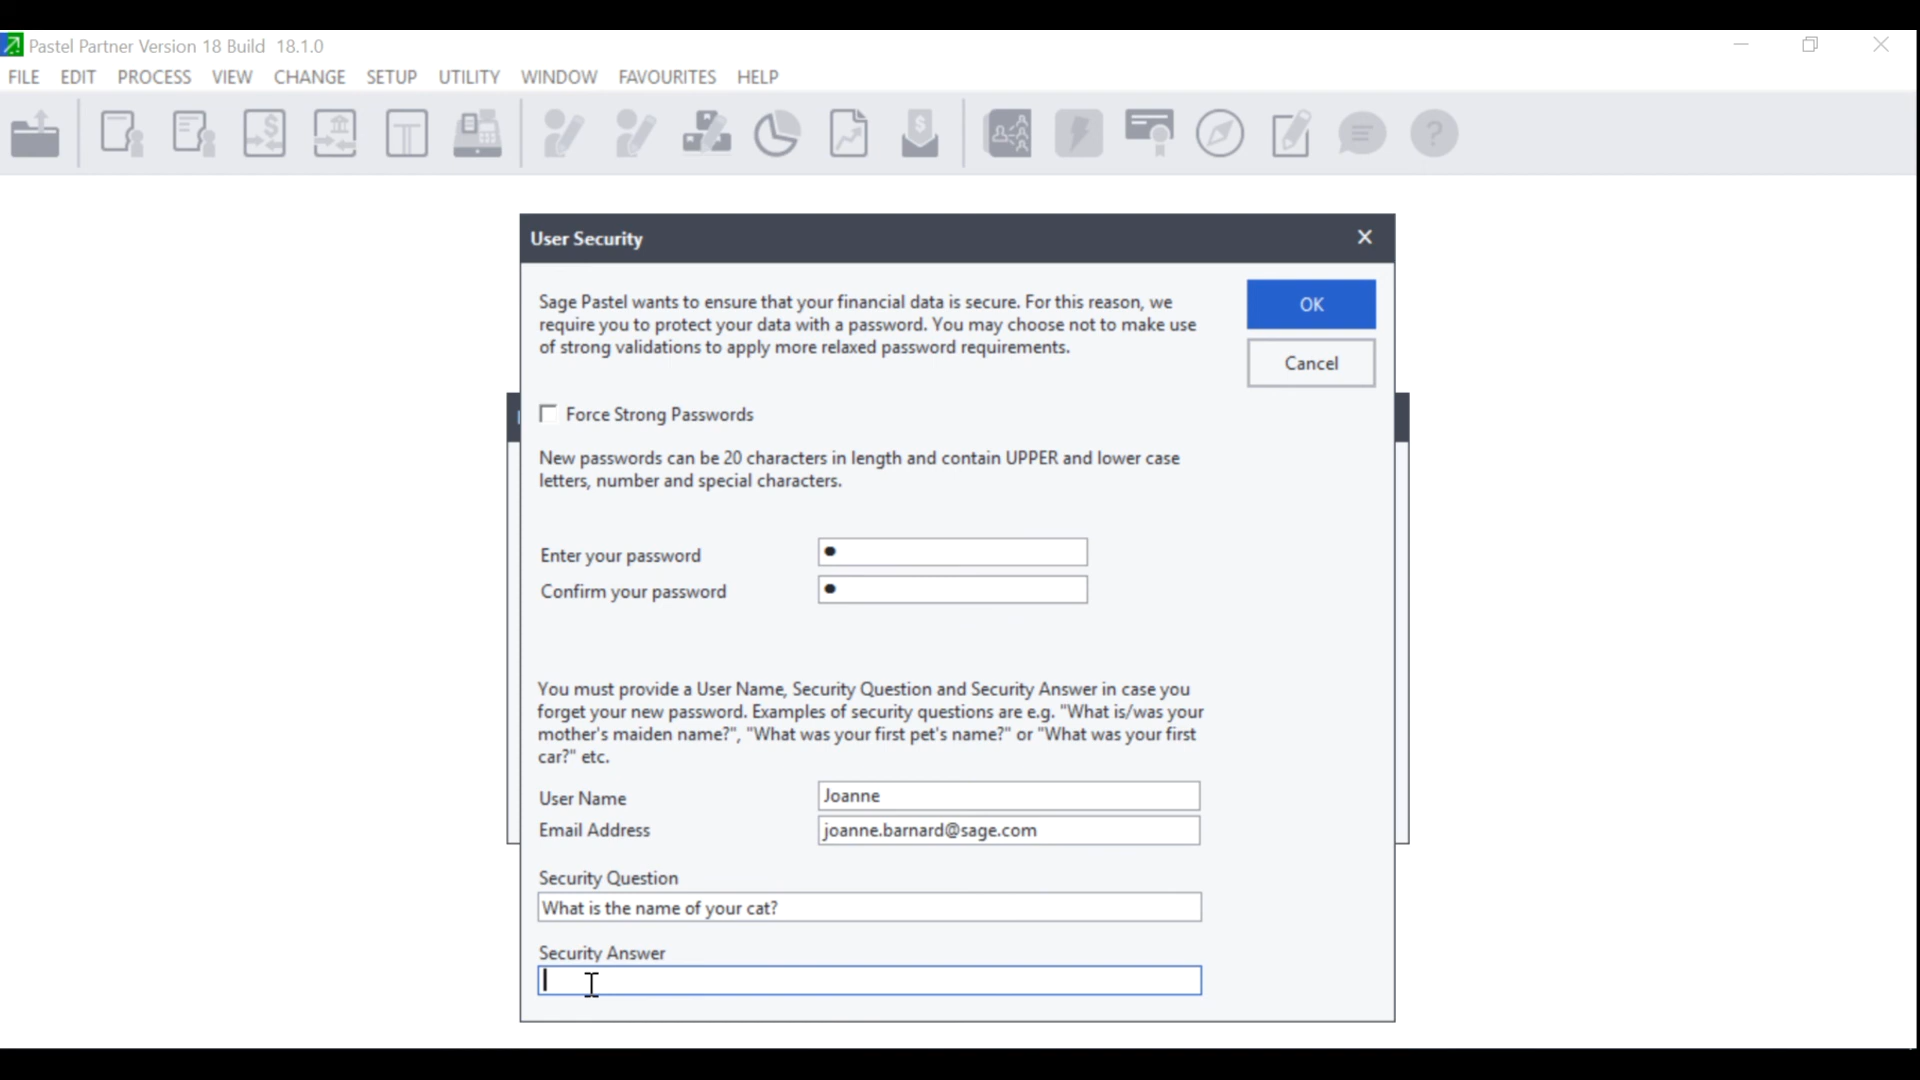 Pastel Partner Version 18 Build 18.1.0
FILE EDIT PROCESS VIEW CHANGE SETUP UTILITY WINDOW FAVOURITES HELP
User Security
Sage Pastel wants to ensure that your financial data is secure. For this reason, we
require you to protect your data with a password. You may choose not to make use
of strong validations to apply more relaxed password requirements.
OK
Cancel
Force Strong Passwords
New passwords can be 20 characters in length and contain UPPER and lower case
letters, number and special characters.
Enter your password ●
Confirm your password ●
You must provide a User Name, Security Question and Security Answer in case you
forget your new password. Examples of security questions are e.g. "What is/was your
mother's maiden name?", "What was your first pet's name?" or "What was your first
car?" etc.
User Name Joanne
Email Address joanne.barnard@sage.com
Security Question
What is the name of your cat?
Security Answer